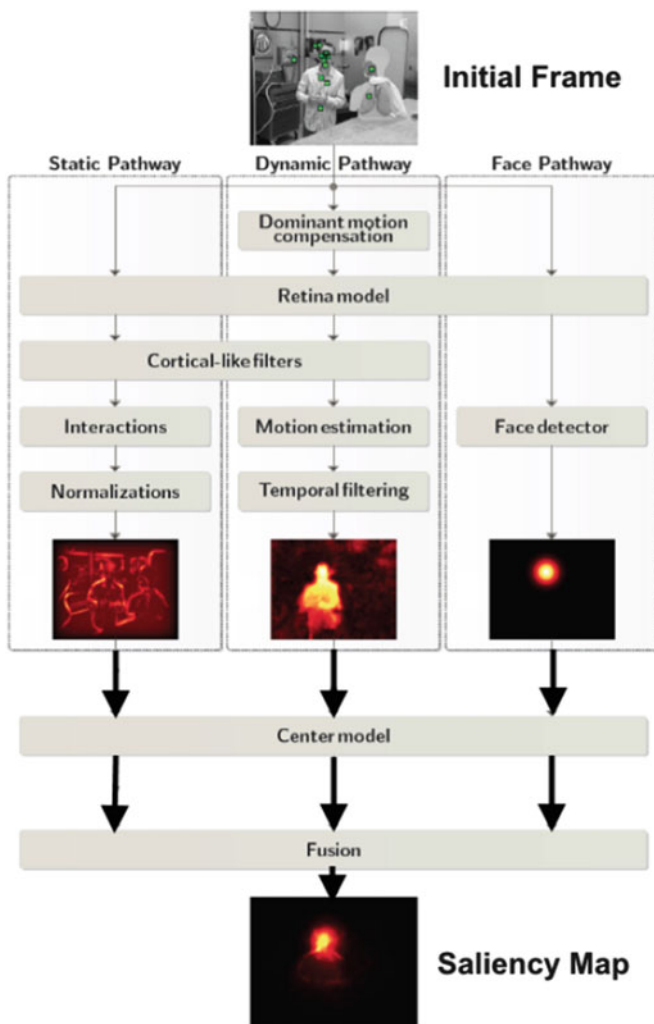 Initial Frame
Static Pathway
Dynamic Pathway
Face Pathway
Dominant motion
compensation
Retina model
Cortical-like filters
Interactions
Motion estimation
Face detector
Normalizations
Temporal filtering
Center model
Fusion
Saliency Map